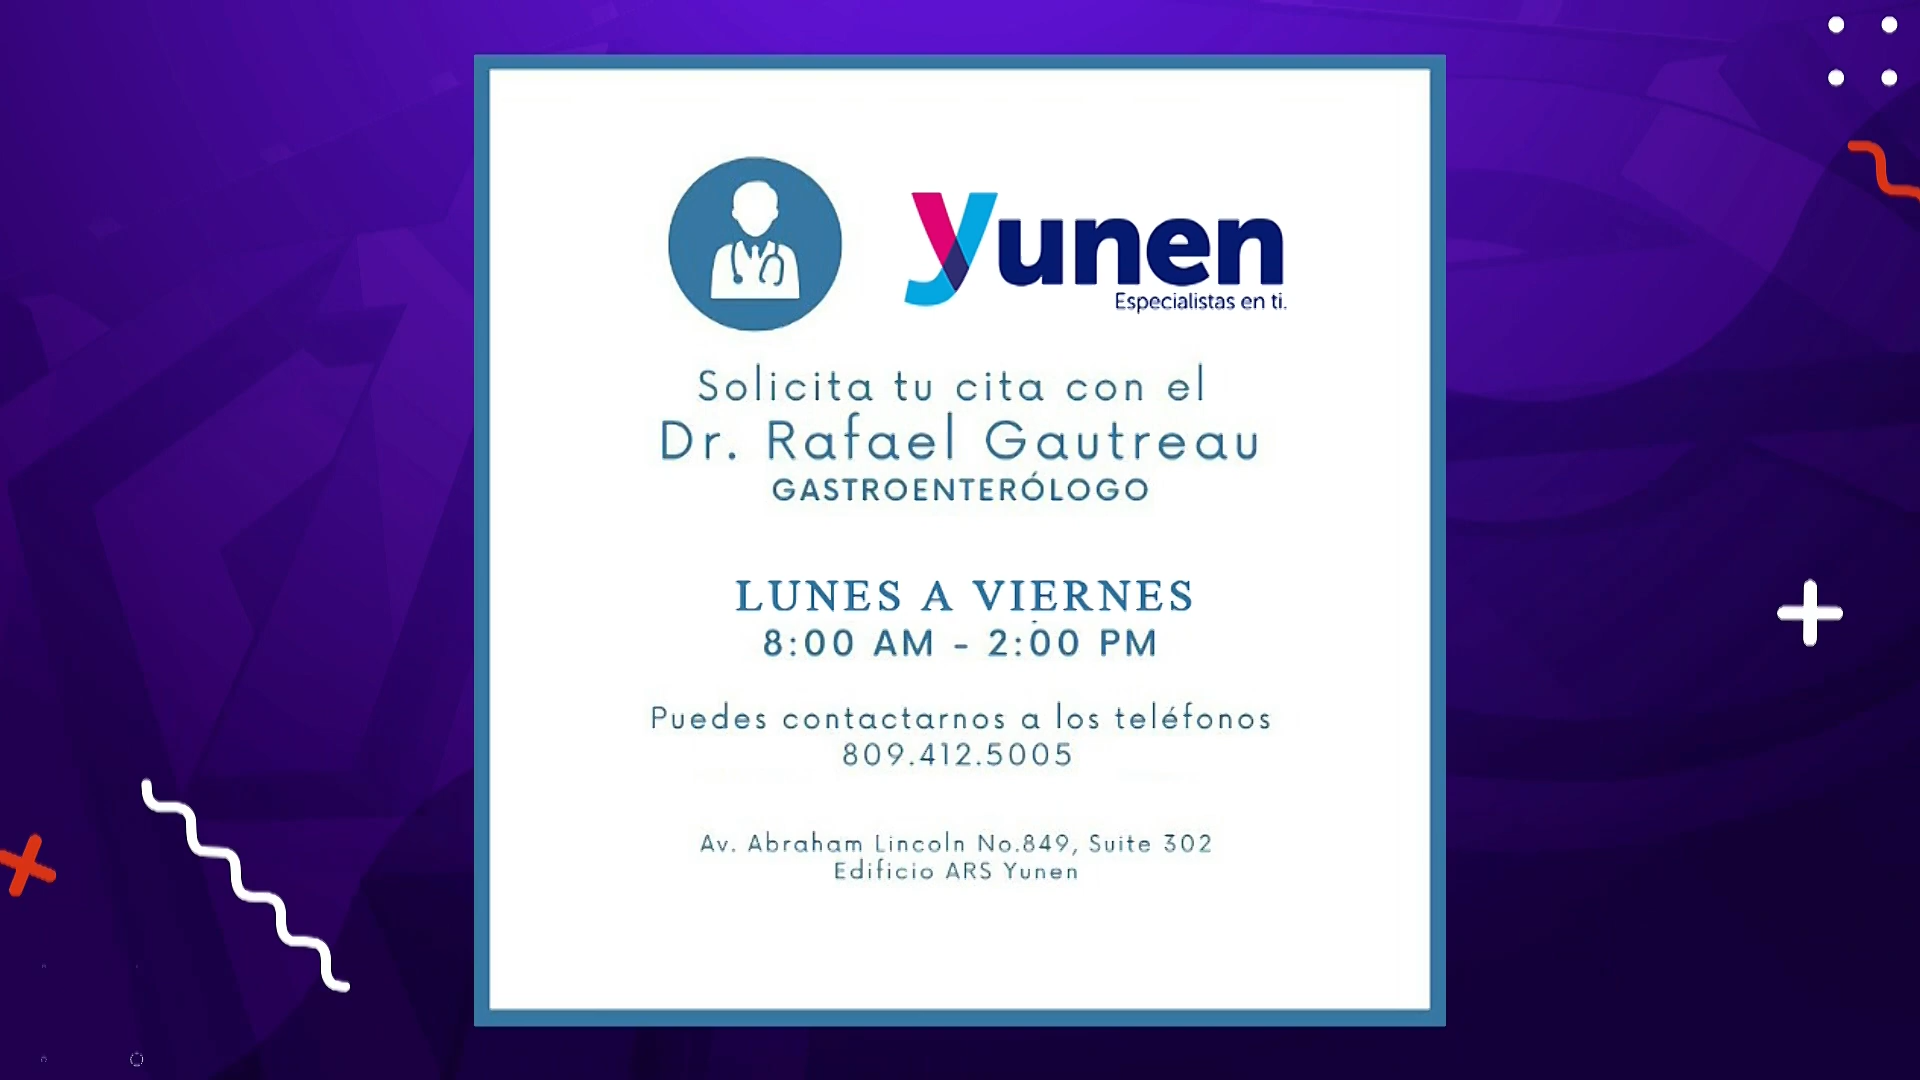 Yunen
Especialistas en ti.
Solicita tu cita con el
Dr. Rafael Gautreau
GASTROENTERÓLOGO
LUNES A VIERNES
8:00 AM - 2:00 PM
Puedes contactarnos a los teléfonos
809.412.5005
Av. Abraham Lincoln No.849, Suite 302
Edificio ARS Yunen